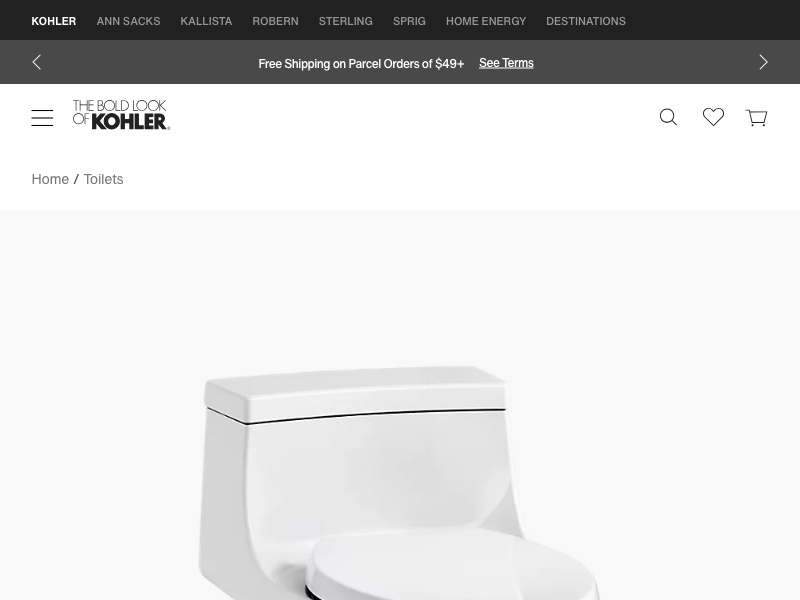 KOHLER ANN SACKS KALLISTA ROBERN STERLING SPRIG HOME ENERGY DESTINATIONS
Free Shipping on Parcel Orders of $49+ See Terms
THE BOLD LOOK
OF KOHLER®
Home / Toilets